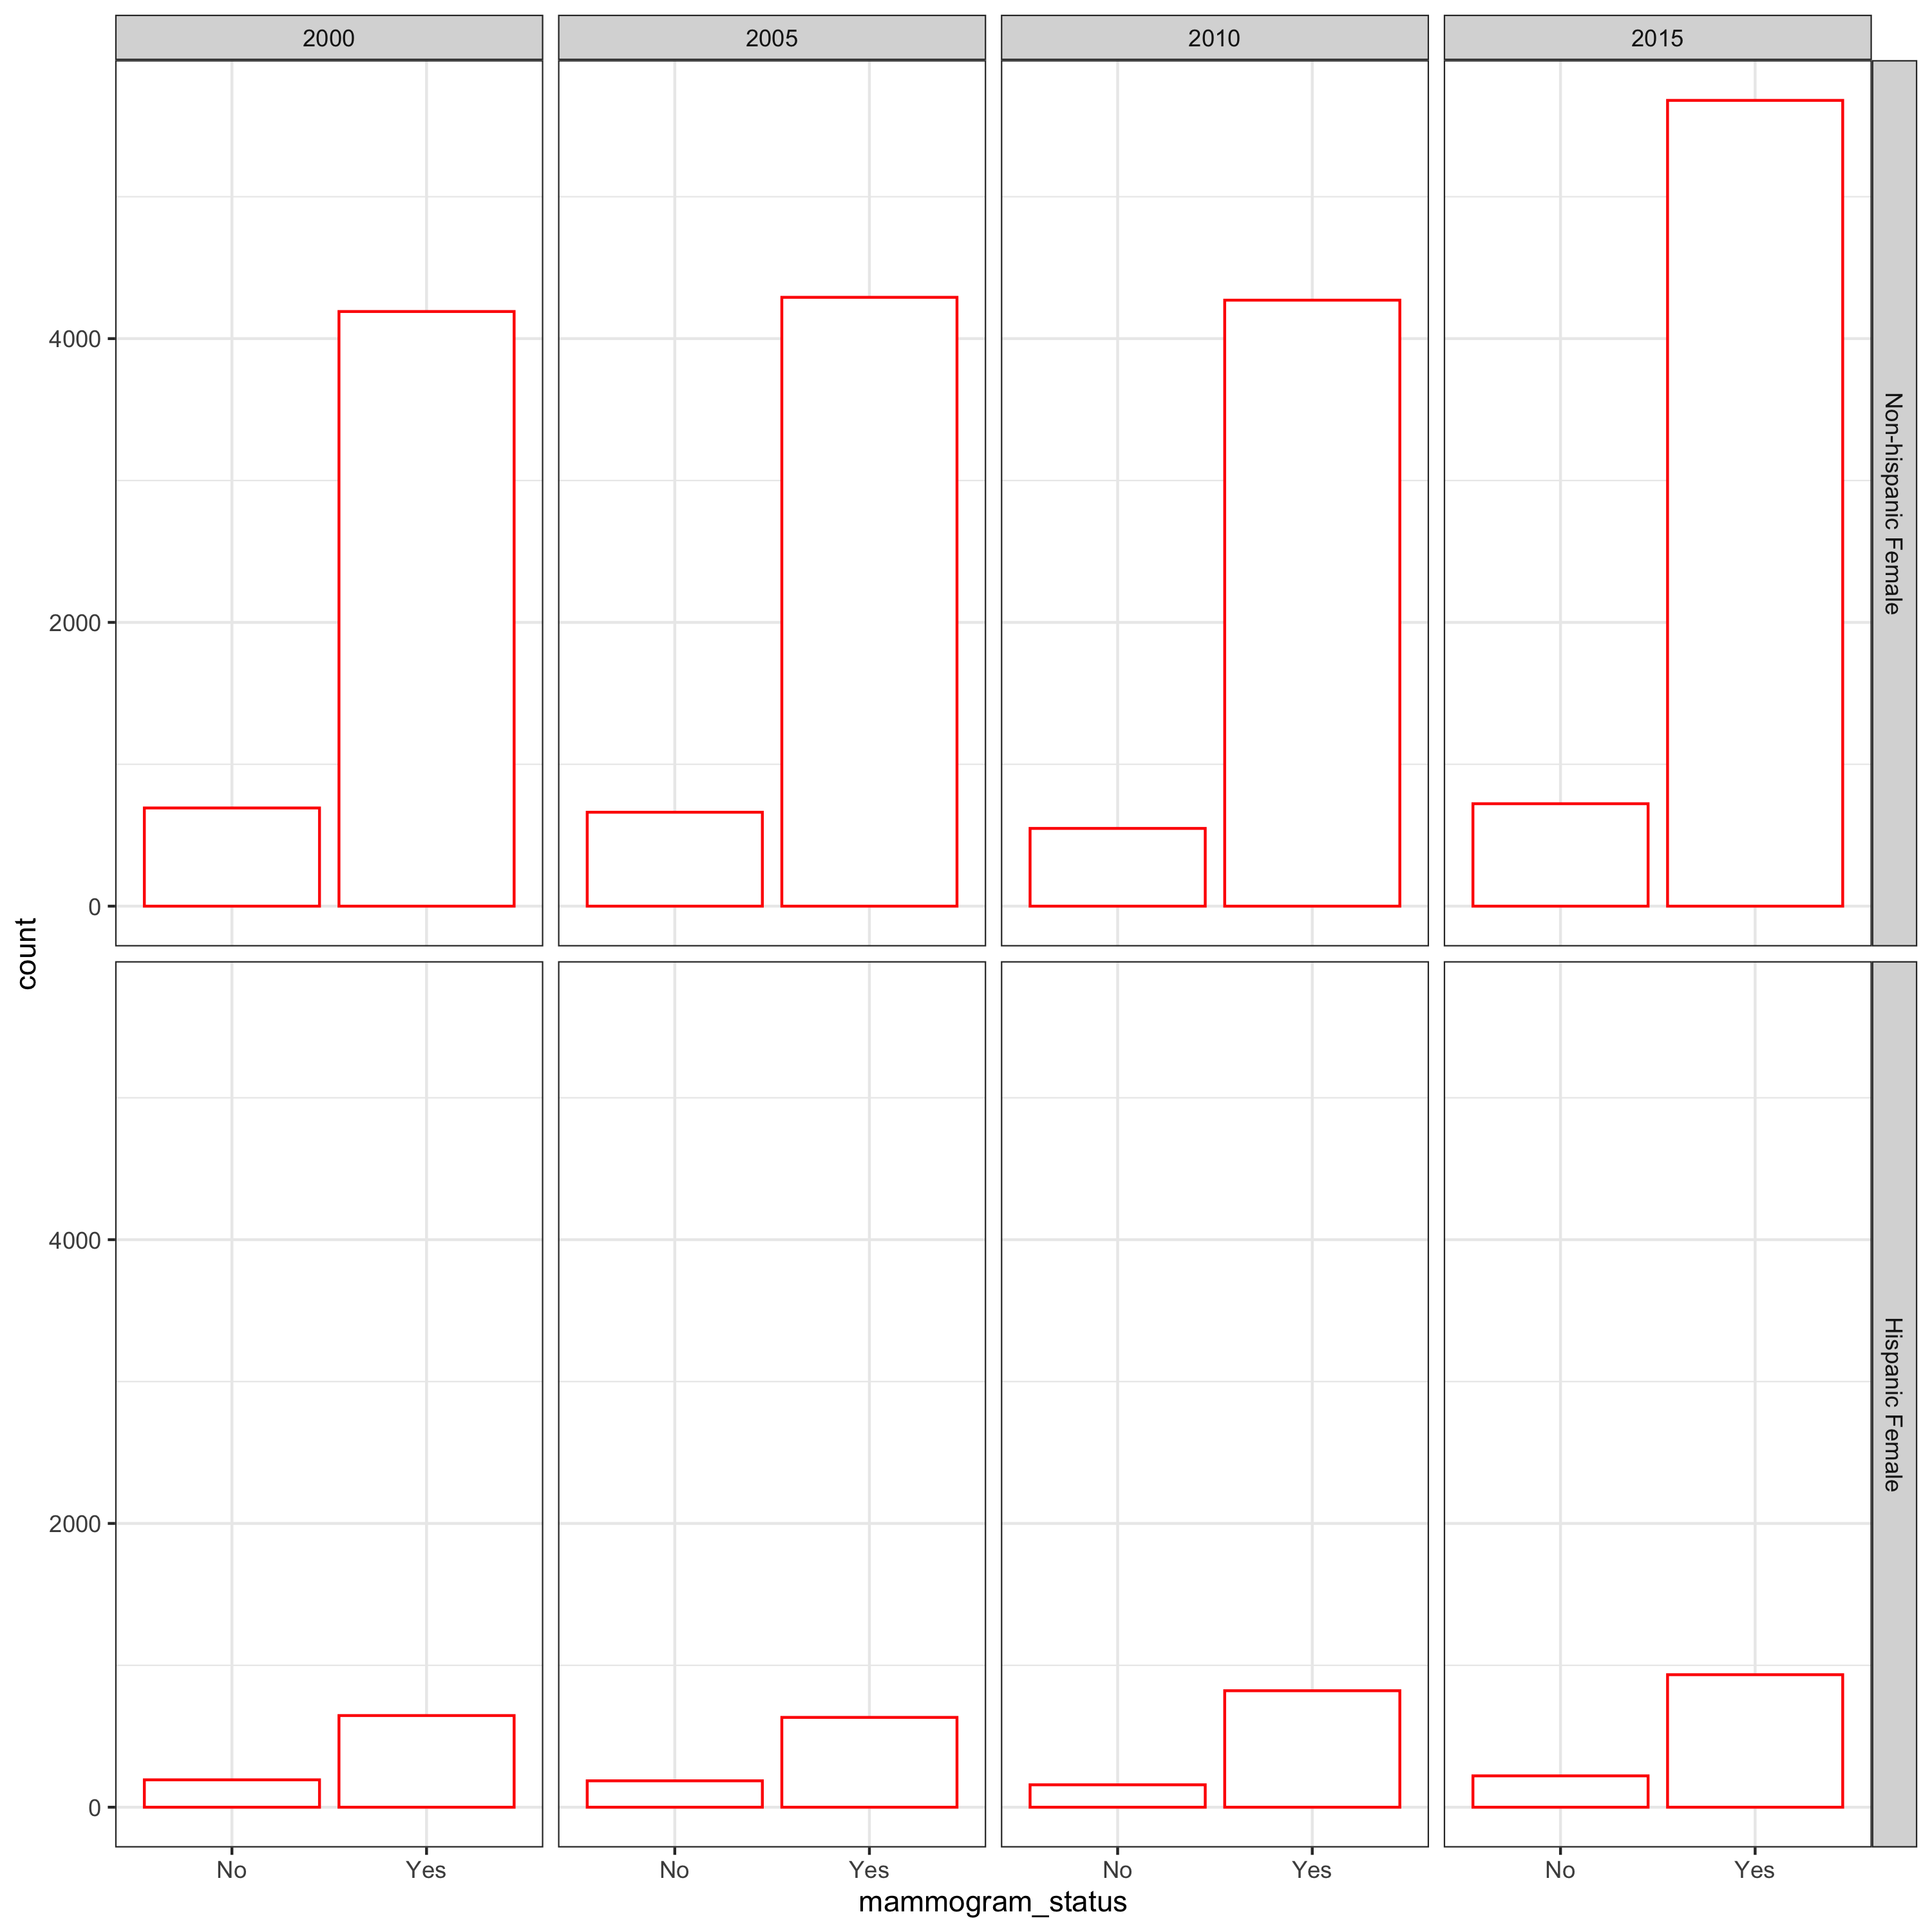 2000 2005 2010 2015
4000
2000
0
Non-hispanic Female
count
4000
2000
0
Hispanic Female
No Yes No Yes No Yes No Yes
mammogram_status